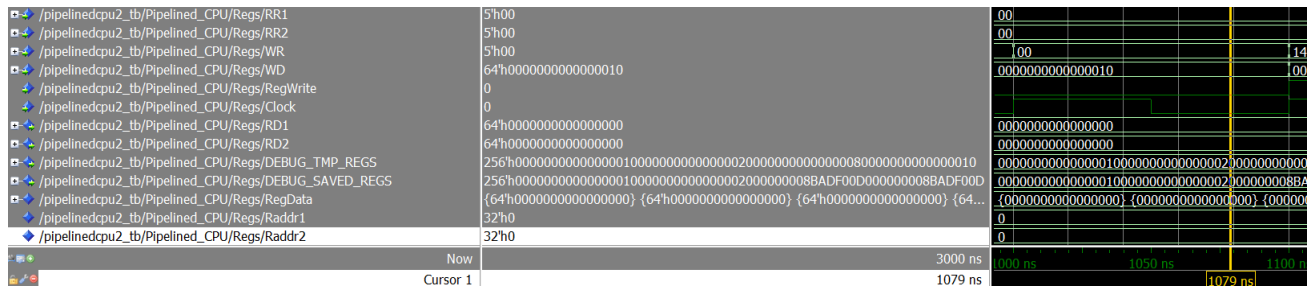 /pipelinedcpu2_tb/Pipelined_CPU/Regs/RR1 5'h00 00
/pipelinedcpu2_tb/Pipelined_CPU/Regs/RR2 5'h00 00
/pipelinedcpu2_tb/Pipelined_CPU/Regs/WR 5'h00 00 14
/pipelinedcpu2_tb/Pipelined_CPU/Regs/WD 64'h0000000000000010 0000000000000010 00
/pipelinedcpu2_tb/Pipelined_CPU/Regs/RegWrite 0
/pipelinedcpu2_tb/Pipelined_CPU/Regs/Clock 0
/pipelinedcpu2_tb/Pipelined_CPU/Regs/RD1 64'h0000000000000000 0000000000000000
/pipelinedcpu2_tb/Pipelined_CPU/Regs/RD2 64'h0000000000000000 0000000000000000
/pipelinedcpu2_tb/Pipelined_CPU/Regs/DEBUG_TMP_REGS 256'h0000000000000001000000000000000200000000000000080000000000000010
/pipelinedcpu2_tb/Pipelined_CPU/Regs/DEBUG_SAVED_REGS 256'h00000000000000010000000000000002000000008BADF00D000000008BADF00D
/pipelinedcpu2_tb/Pipelined_CPU/Regs/RegData {64'h0000000000000000} {64'h0000000000000000} {64'h0000000000000000} {64... {0000000000000000} {0000000000000000} {000000
/pipelinedcpu2_tb/Pipelined_CPU/Regs/Raddr1 32'h0 0
/pipelinedcpu2_tb/Pipelined_CPU/Regs/Raddr2 32'h0 0
Now 3000 ns 1000 ns 1050 ns 1100 n
Cursor 1 1079 ns 1079 ns